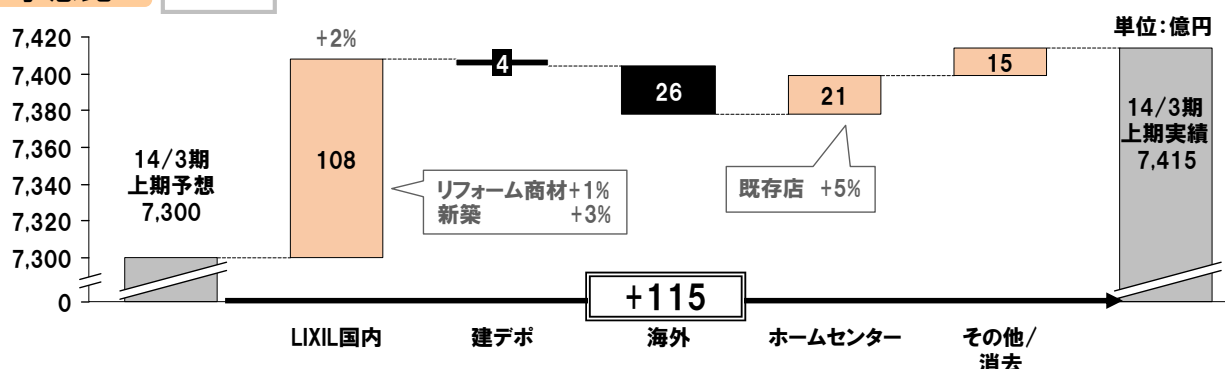 単位：億円
7,420
7,400
7,380
7,360
7,340
7,320
7,300
0
14/3期
上期予想
7,300
+2%
108
リフォーム商材+1%
新築 +3%
4
26
21
既存店 +5%
15
14/3期
上期実績
7,415
+115
LIXIL国内
建デポ
海外
ホームセンター
その他/
消去